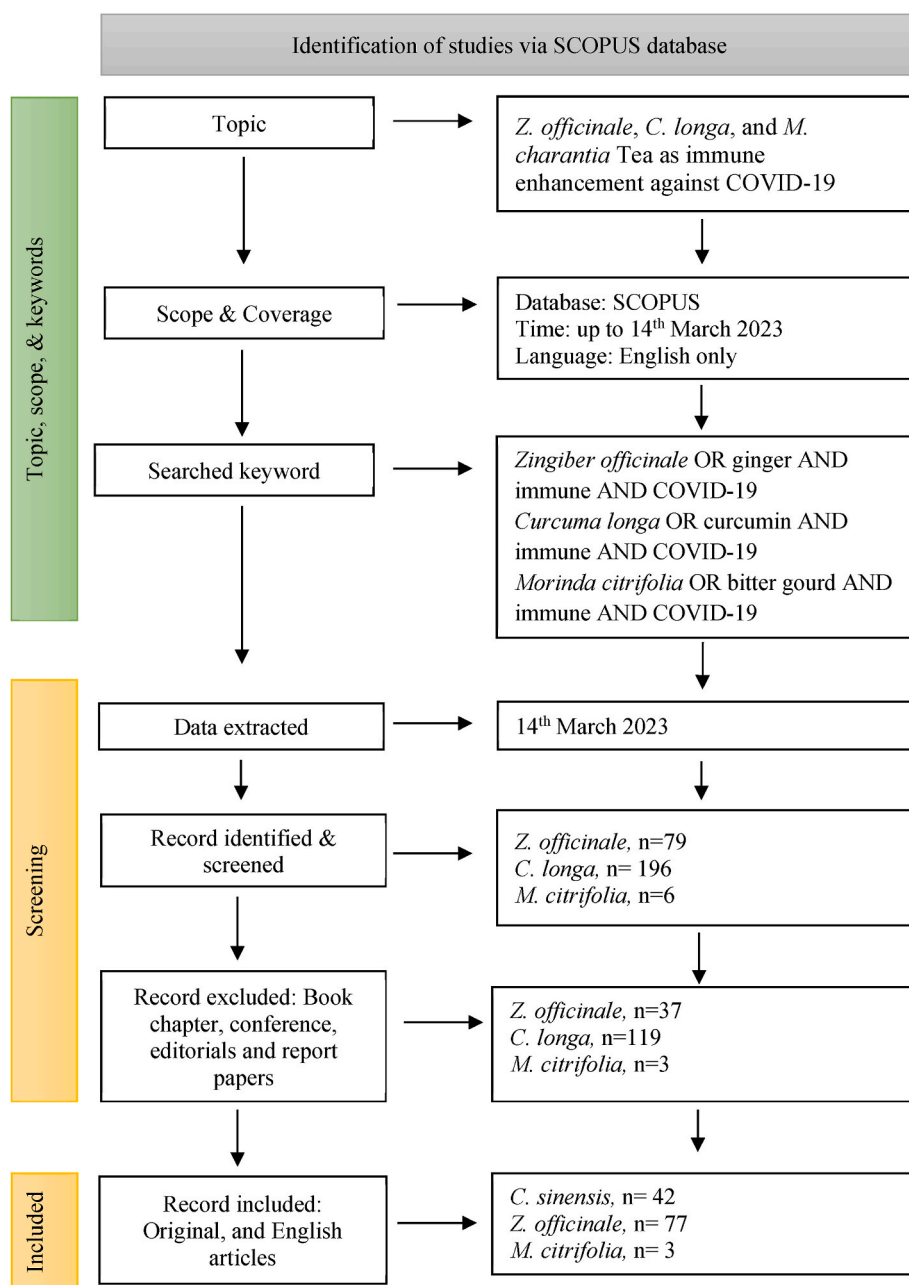 Identification of studies via SCOPUS database
Topic, scope, & keywords
Topic
Z. officinale, C. longa, and M.
charantia Tea as immune
enhancement against COVID-19
Scope & Coverage
Database: SCOPUS
Time: up to 14th March 2023
Language: English only
Searched keyword
Zingiber officinale OR ginger AND
immune AND COVID-19
Curcuma longa OR curcumin AND
immune AND COVID-19
Morinda citrifolia OR bitter gourd AND
immune AND COVID-19
Screening
Data extracted
14th March 2023
Record identified &
screened
Z. officinale, n=79
C. longa, n= 196
M. citrifolia, n=6
Record excluded: Book
chapter, conference,
editorials and report
papers
Z. officinale, n=37
C. longa, n=119
M. citrifolia, n=3
Included
Record included:
Original, and English
articles
C. sinensis, n= 42
Z. officinale, n= 77
M. citrifolia, n= 3